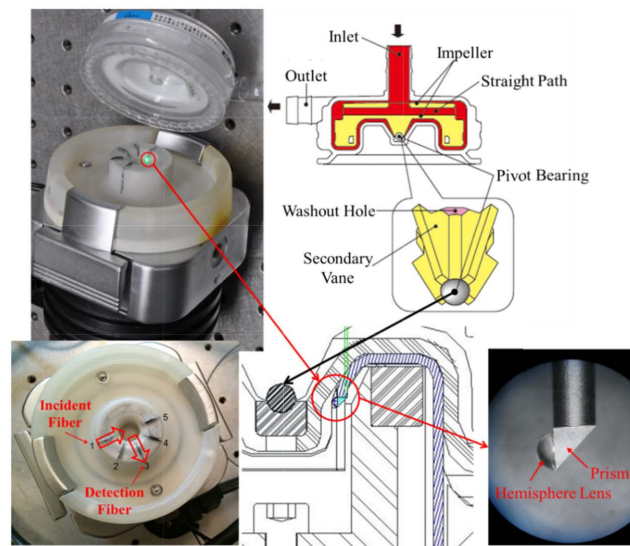 Inlet
Impeller
Outlet
Straight Path
Pivot Bearing
Washout Hole
Secondary
Vane
Incident
Fiber
1
2
3
4
5
Detection
Fiber
Prism
Hemisphere Lens